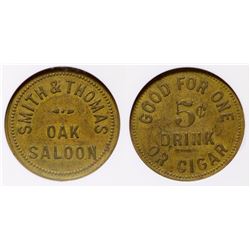 SMITH & THOMAS
OAK
SALOON
GOOD FOR ONE
5¢
DRINK
OR CIGAR